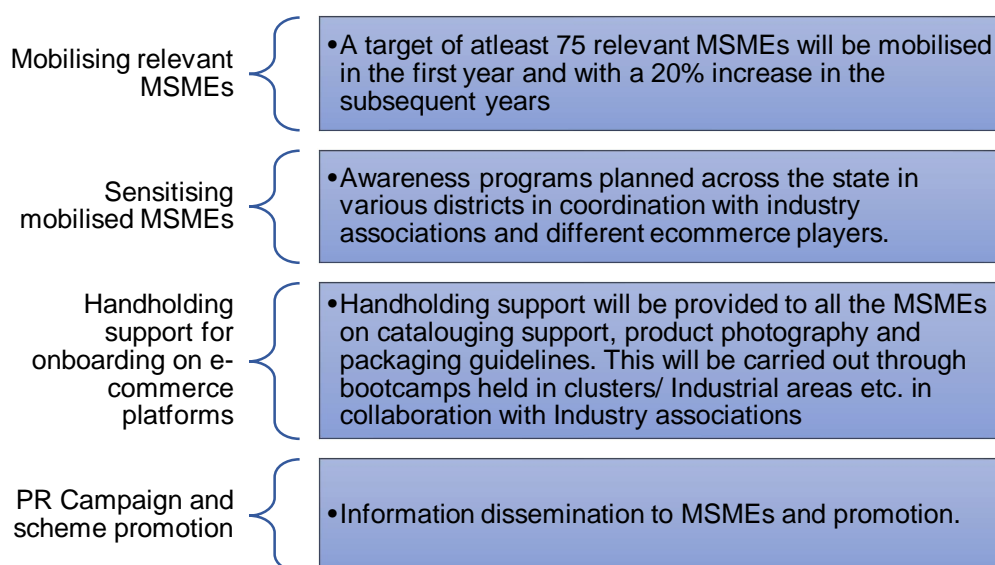 Mobilising relevant
MSMEs
•A target of atleast 75 relevant MSMEs will be mobilised
in the first year and with a 20% increase in the
subsequent years
Sensitising
mobilised MSMEs
•Awareness programs planned across the state in
various districts in coordination with industry
associations and different ecommerce players.
Handholding
support for
onboarding on e-
commerce
platforms
•Handholding support will be provided to all the MSMEs
on catalouging support, product photography and
packaging guidelines. This will be carried out through
bootcamps held in clusters/ Industrial areas etc. in
collaboration with Industry associations
PR Campaign and
scheme promotion
•Information dissemination to MSMEs and promotion.